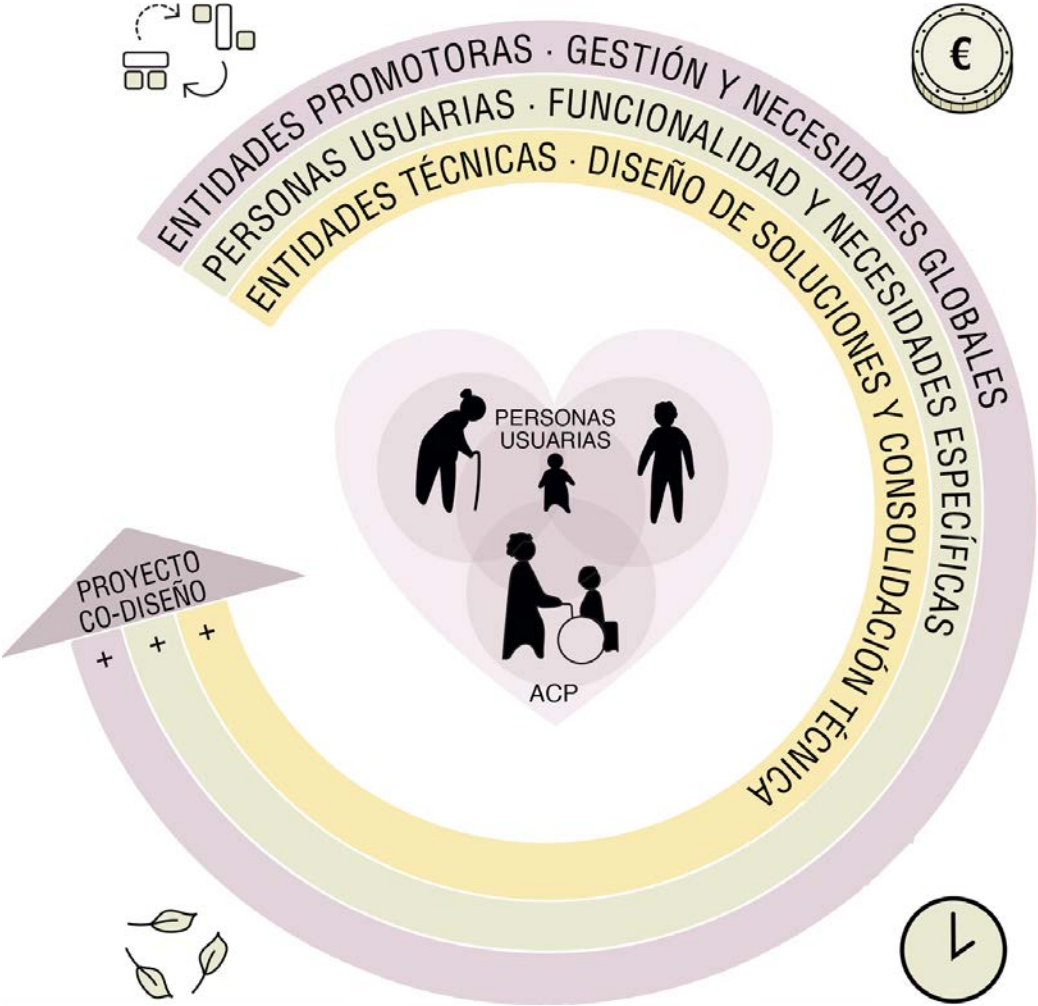 €
ENTIDADES PROMOTORAS · GESTIÓN Y NECESIDADES GLOBALES
PERSONAS USUARIAS · FUNCIONALIDAD Y NECESIDADES ESPECÍFICAS
ENTIDADES TÉCNICAS · DISEÑO DE SOLUCIONES Y CONSOLIDACIÓN TÉCNICA
PERSONAS
USUARIAS
ACP
PROYECTO
CO-DISEÑO
+ + +